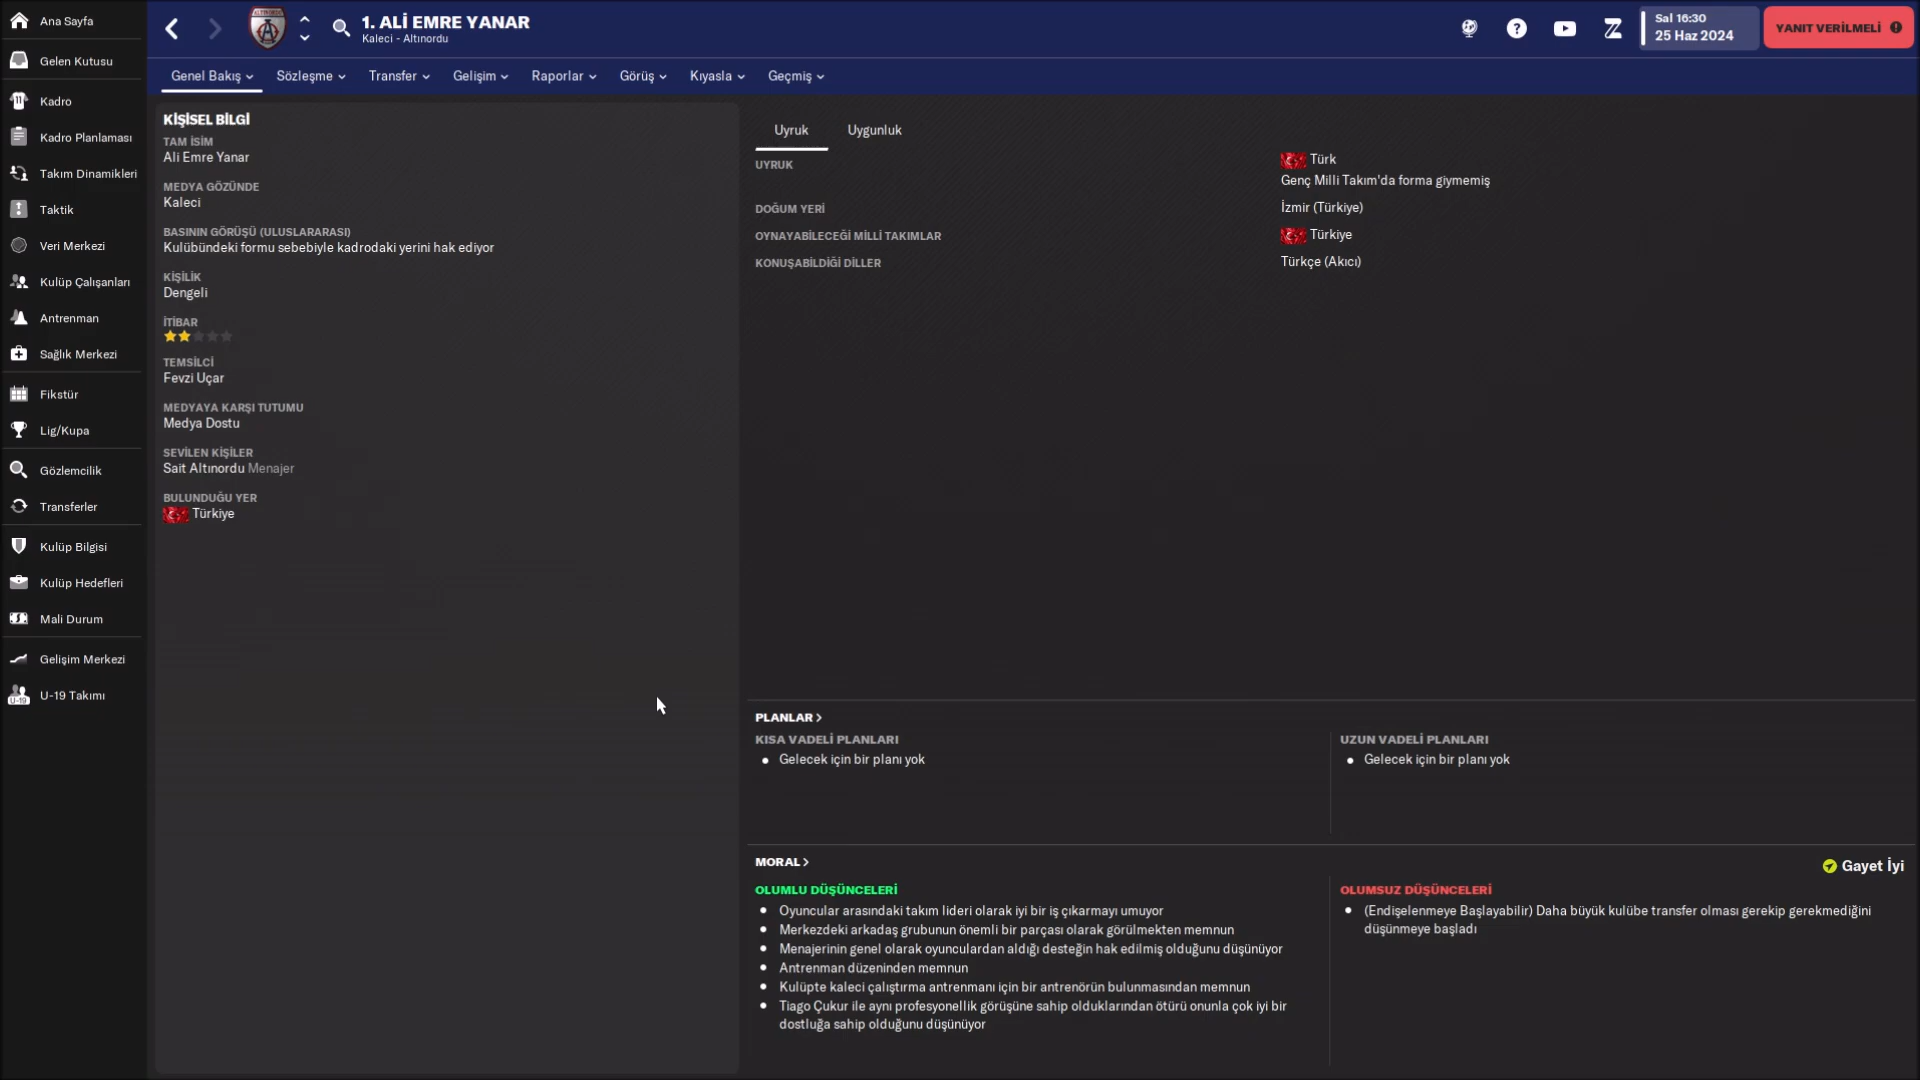 Ana Sayfa
Gelen Kutusu
Kadro
Kadro Planlaması
Takım Dinamikleri
Taktik
Veri Merkezi
Kulüp Çalışanları
Antrenman
Sağlık Merkezi
Fikstür
Lig/Kupa
Gözlemcilik
Transferler
Kulüp Bilgisi
Kulüp Hedefleri
Mali Durum
Gelişim Merkezi
U-19 Takımı
1. ALİ EMRE YANAR
Kaleci - Altınordu
Sal 16:30
25 Haz 2024
YANIT VERİLMELİ
Genel Bakış Sözleşme Transfer Gelişim Raporlar Görüş Kıyasla Geçmiş
KİŞİSEL BİLGİ
TAM İSİM
Ali Emre Yanar
MEDYA GÖZÜNDE
Kaleci
BASININ GÖRÜŞÜ (ULUSLARARASI)
Kulübündeki formu sebebiyle kadrodaki yerini hak ediyor
KİŞİLİK
Dengeli
İTİBAR
TEMSİLCİ
Fevzi Uçar
MEDYAYA KARŞI TUTUMU
Medya Dostu
SEVİLEN KİŞİLER
Sait Altınordu Menajer
BULUNDUĞU YER
Türkiye
Uyruk Uygunluk
UYRUK Türk
Genç Milli Takım'da forma giymemiş
DOĞUM YERİ İzmir (Türkiye)
OYNAYABİLECEĞİ MİLLİ TAKIMLAR Türkiye
KONUŞABİLDİĞİ DİLLER Türkçe (Akıcı)
PLANLAR
KISA VADELİ PLANLARI
Gelecek için bir planı yok
UZUN VADELİ PLANLARI
Gelecek için bir planı yok
MORAL
Gayet İyi
OLUMLU DÜŞÜNCELERİ
Oyuncular arasındaki takım lideri olarak iyi bir iş çıkarmayı umuyor
Merkezdeki arkadaş grubunun önemli bir parçası olarak görülmekten memnun
Menajerinin genel olarak oyunculardan aldığı desteğin hak edilmiş olduğunu düşünüyor
Antrenman düzeninden memnun
Kulüpte kaleci çalıştırma antrenmanı için bir antrenörün bulunmasından memnun
Tiago Çukur ile aynı profesyonellik görüşüne sahip olduklarından ötürü onunla çok iyi bir
dostluğa sahip olduğunu düşünüyor
OLUMSUZ DÜŞÜNCELERİ
(Endişelenmeye Başlayabilir) Daha büyük kulübe transfer olması gerekip gerekmediğini
düşünmeye başladı